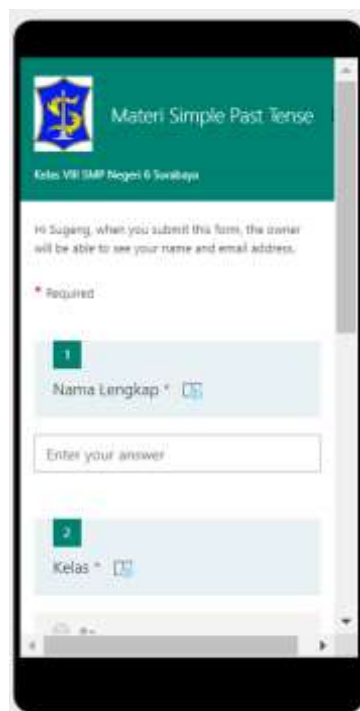 Materi Simple Past Tense
Kelas VIII SMP Negeri 6 Surabaya
Hi Sugeng, when you submit this form, the owner
will be able to see your name and email address.
* Required
1
Nama Lengkap *
Enter your answer
2
Kelas *